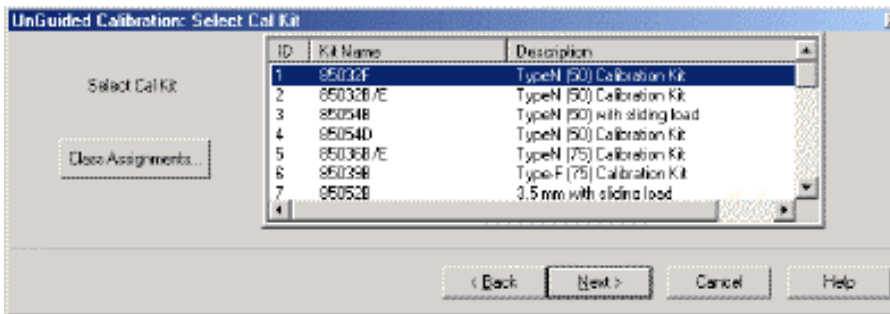 UnGuided Calibration: Select Cal Kit
ID Kit Name Description
1 85032F TypeN (50) Calibration Kit
2 85032B/E TypeN (50) Calibration Kit
3 85054B TypeN (50) with sliding load
4 85054D TypeN (50) Calibration Kit
5 85036B/E TypeN (75) Calibration Kit
6 85039B Type-F (75) Calibration Kit
7 85052B 3.5 mm with sliding load
Select Cal Kit
Class Assignments...
< Back Next > Cancel Help